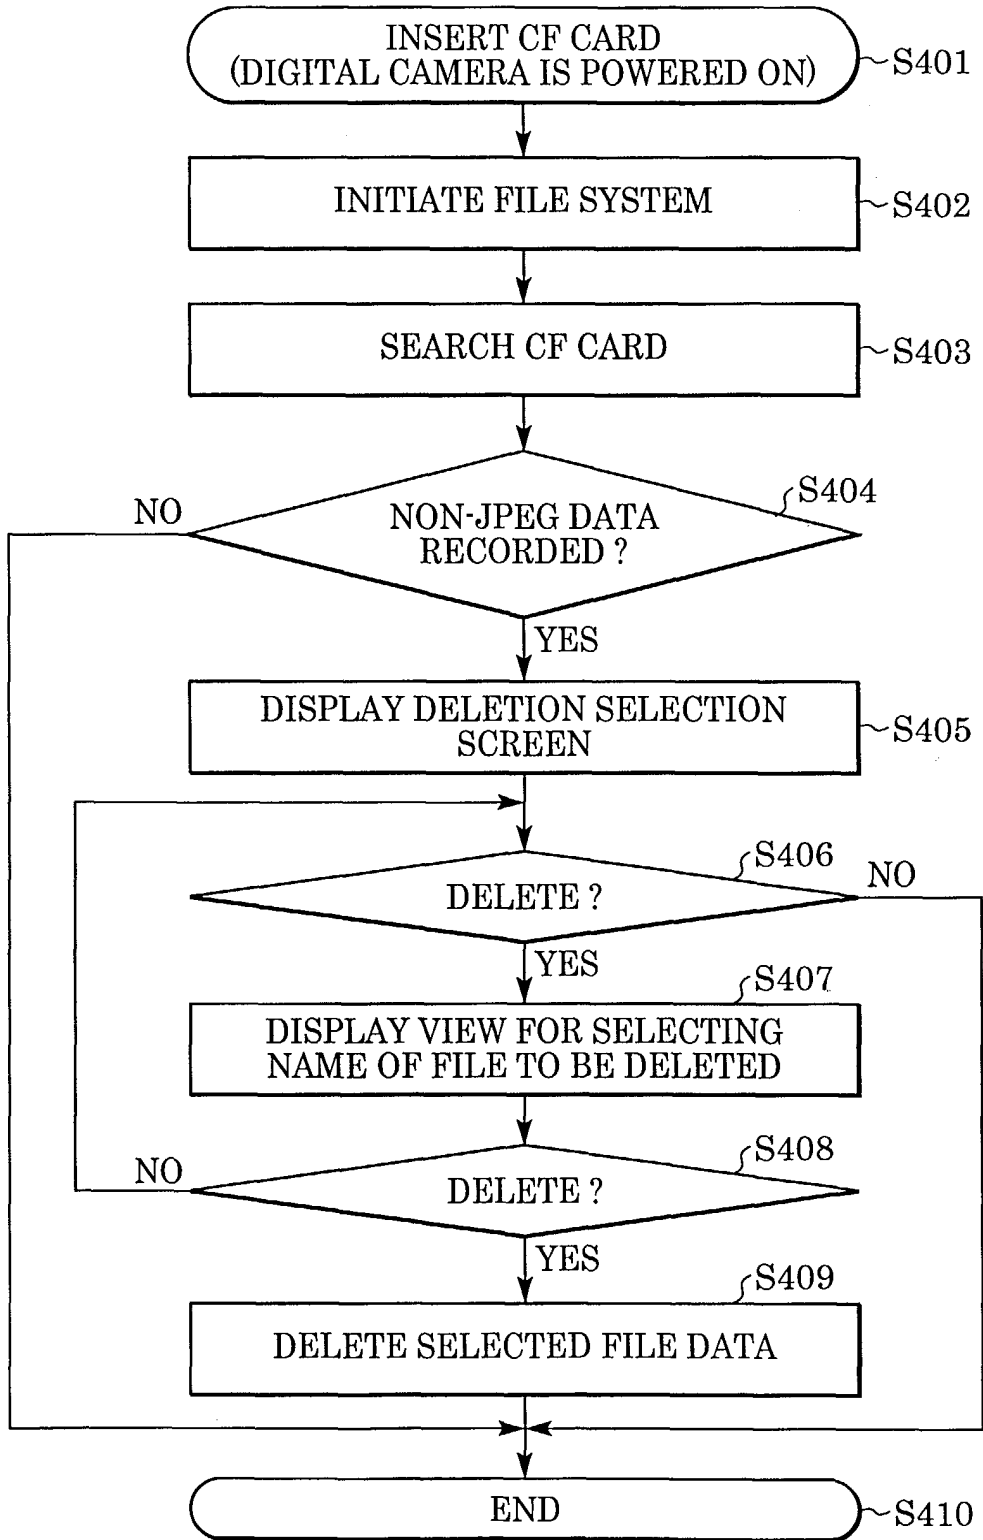 INSERT CF CARD
(DIGITAL CAMERA IS POWERED ON)
S401
INITIATE FILE SYSTEM
S402
SEARCH CF CARD
S403
S404
NO
NON-JPEG DATA
RECORDED ?
YES
DISPLAY DELETION SELECTION
SCREEN
S405
S406
NO
DELETE ?
YES
S407
DISPLAY VIEW FOR SELECTING
NAME OF FILE TO BE DELETED
S408
NO
DELETE ?
YES
S409
DELETE SELECTED FILE DATA
END
S410